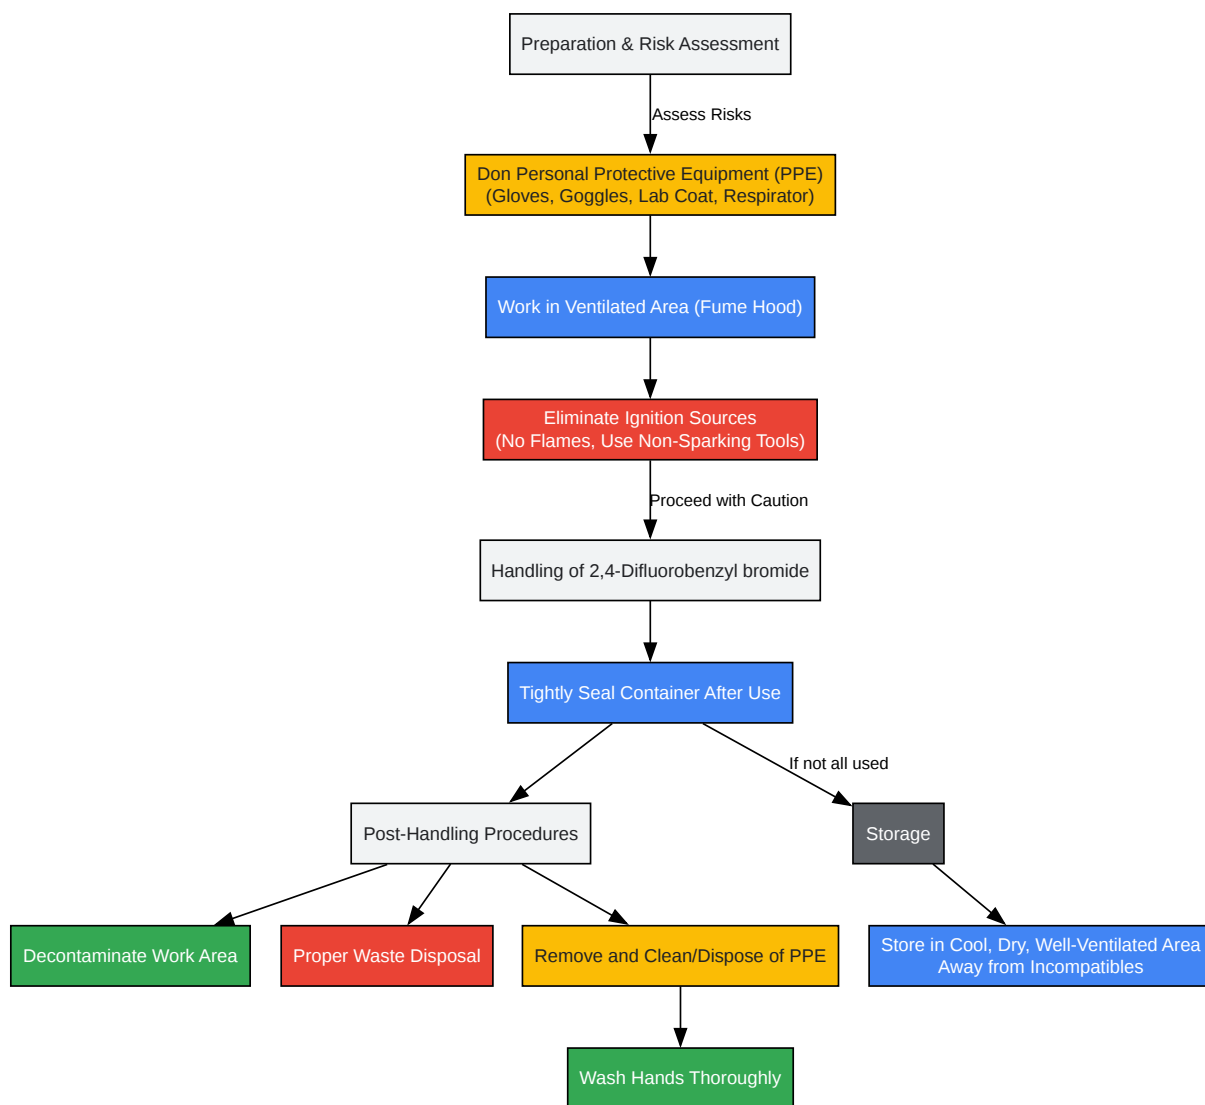 Preparation & Risk Assessment
Assess Risks
Don Personal Protective Equipment (PPE)
(Gloves, Goggles, Lab Coat, Respirator)
Work in Ventilated Area (Fume Hood)
Eliminate Ignition Sources
(No Flames, Use Non-Sparking Tools)
Proceed with Caution
Handling of 2,4-Difluorobenzyl bromide
Tightly Seal Container After Use
If not all used
Post-Handling Procedures
Storage
Decontaminate Work Area
Proper Waste Disposal
Remove and Clean/Dispose of PPE
Store in Cool, Dry, Well-Ventilated Area
Away from Incompatibles
Wash Hands Thoroughly